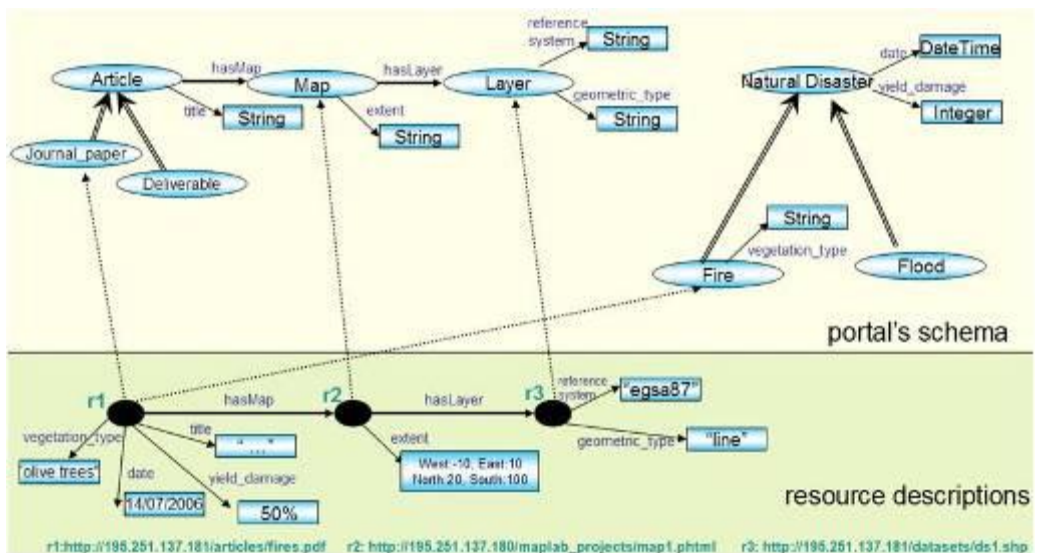 reference
system
String
Article
hasMap
Map
hasLayer
Layer
title
String
extent
String
geometric_type
String
Natural Disaster
date
DateTime
yield_damage
Integer
Journal_paper
Deliverable
String
vegetation_type
Fire
Flood
portal's schema
r1
hasMap
r2
hasLayer
r3
reference
system
"egsa87"
geometric_type
"line"
vegetation_type
"olive trees"
title
"..."
date
14/07/2006
yield_damage
50%
extent
West:-10, East:10
North:20, South:100
resource descriptions
r1:http://195.251.137.181/articles/fires.pdf r2: http://195.251.137.180/maplab_projects/map1.phtml r3: http://195.251.137.181/datasets/ds1.shp